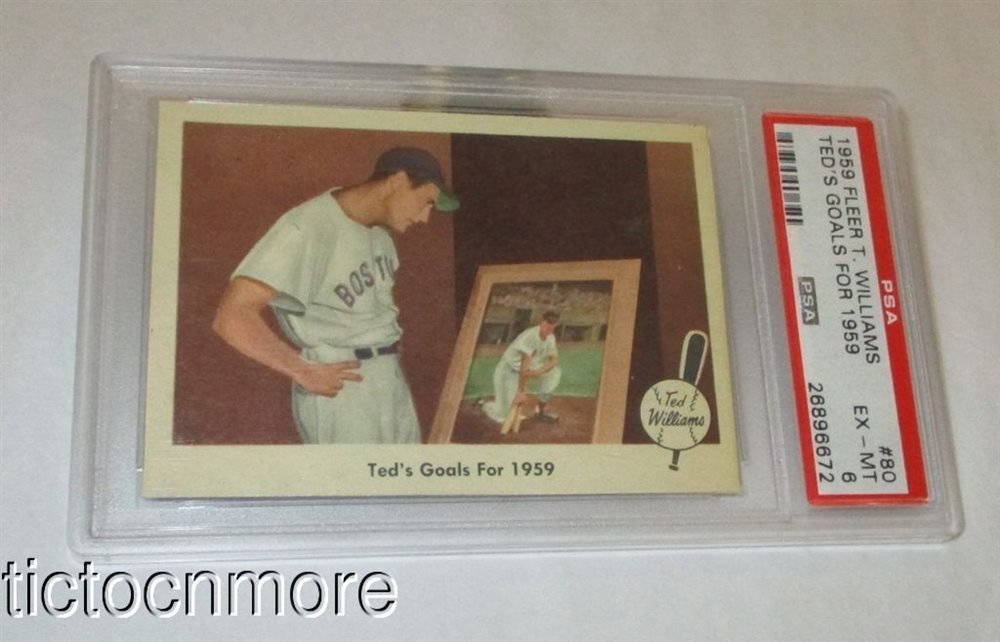 BOSTON
Ted
Williams
Ted's Goals For 1959
PSA
1959 FLEER T. WILLIAMS #80
TED'S GOALS FOR 1959 EX-MT
PSA 6
26896672
tictocnmore